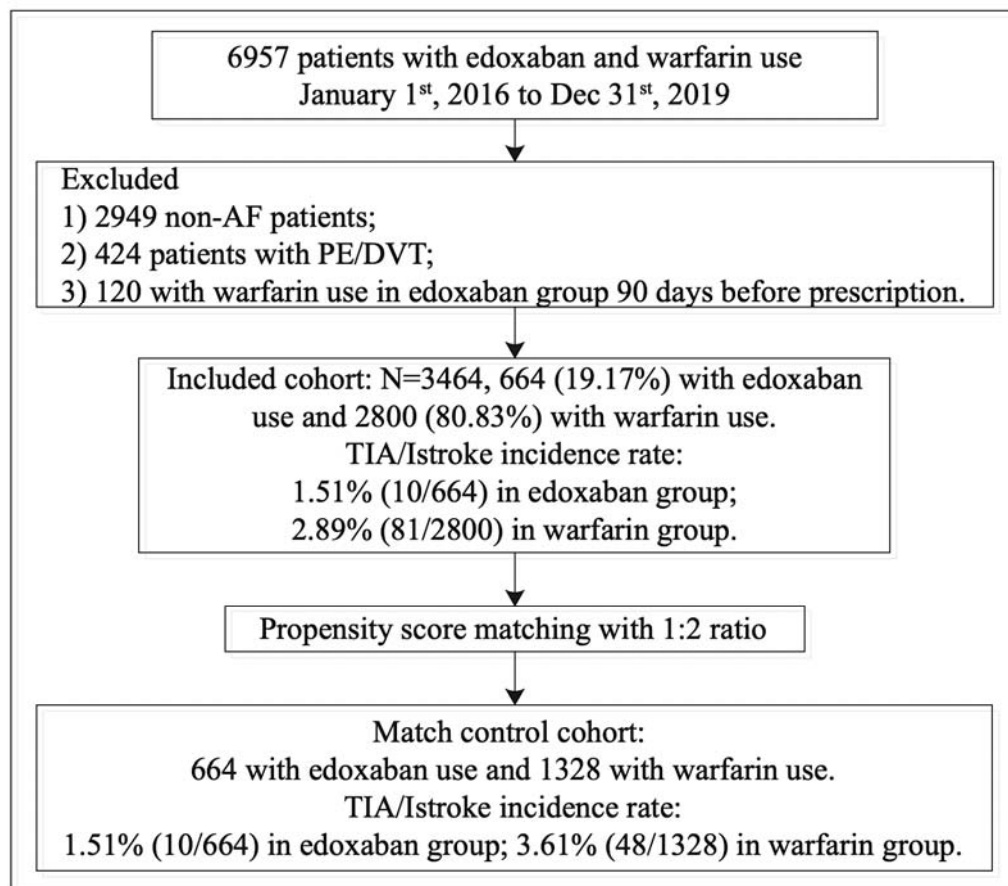 6957 patients with edoxaban and warfarin use
January 1st, 2016 to Dec 31st, 2019
Excluded
1) 2949 non-AF patients;
2) 424 patients with PE/DVT;
3) 120 with warfarin use in edoxaban group 90 days before prescription.
Included cohort: N=3464, 664 (19.17%) with edoxaban
use and 2800 (80.83%) with warfarin use.
TIA/Istroke incidence rate:
1.51% (10/664) in edoxaban group;
2.89% (81/2800) in warfarin group.
Propensity score matching with 1:2 ratio
Match control cohort:
664 with edoxaban use and 1328 with warfarin use.
TIA/Istroke incidence rate:
1.51% (10/664) in edoxaban group; 3.61% (48/1328) in warfarin group.